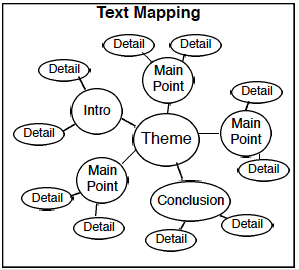 Text Mapping
Detail
Detail
Detail
Main
Point
Detail
Intro
Main
Point
Detail
Theme
Main
Point
Detail
Detail
Conclusion
Detail
Detail
Detail